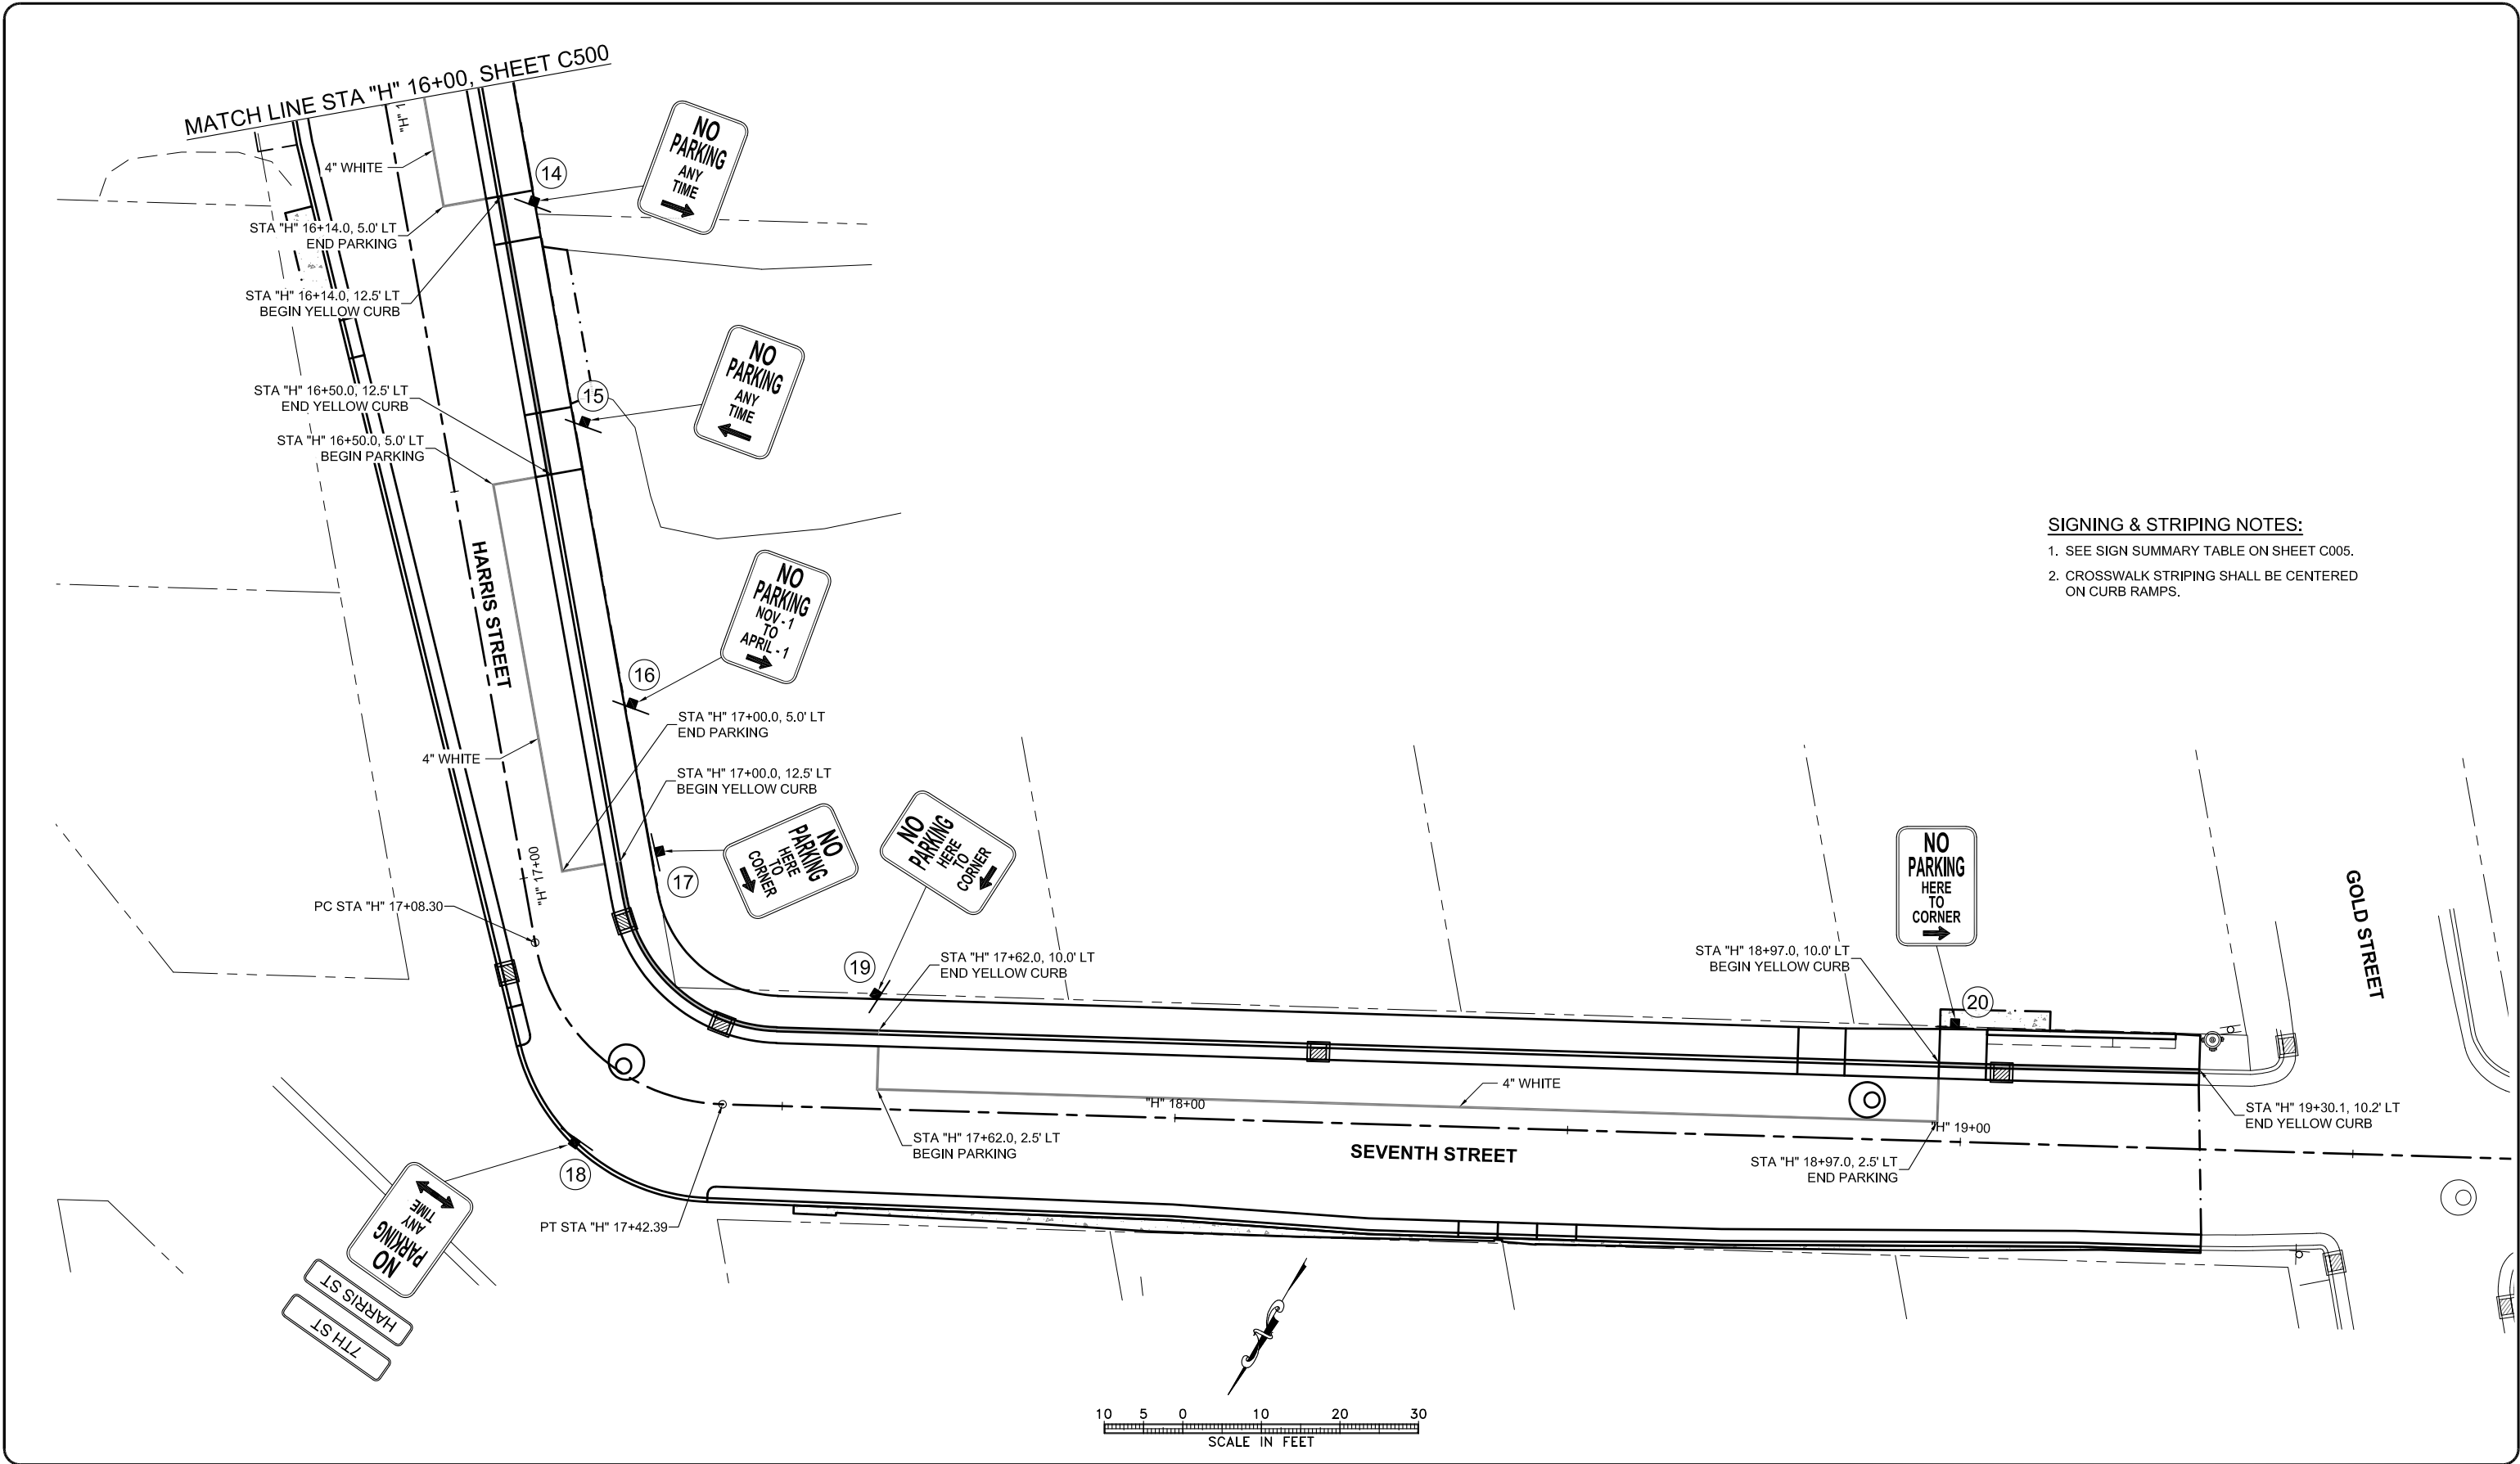 MATCH LINE STA "H" 16+00, SHEET C500
"H" 1
4" WHITE
14
NO
PARKING
ANY
TIME
STA "H" 16+14.0, 5.0' LT
END PARKING
STA "H" 16+14.0, 12.5' LT
BEGIN YELLOW CURB
15
NO
PARKING
ANY
TIME
STA "H" 16+50.0, 12.5' LT
END YELLOW CURB
STA "H" 16+50.0, 5.0' LT
BEGIN PARKING
HARRIS STREET
SIGNING & STRIPING NOTES:
1. SEE SIGN SUMMARY TABLE ON SHEET C005.
2. CROSSWALK STRIPING SHALL BE CENTERED
ON CURB RAMPS.
16
NO
PARKING
NOV - 1
TO
APRIL - 1
STA "H" 17+00.0, 5.0' LT
END PARKING
4" WHITE
STA "H" 17+00.0, 12.5' LT
BEGIN YELLOW CURB
"H" 17+00
17
NO
PARKING
HERE
TO
CORNER
NO
PARKING
HERE
TO
CORNER
NO
PARKING
HERE
TO
CORNER
GOLD STREET
PC STA "H" 17+08.30
19
STA "H" 17+62.0, 10.0' LT
END YELLOW CURB
STA "H" 18+97.0, 10.0' LT
BEGIN YELLOW CURB
20
4" WHITE
"H" 18+00
STA "H" 19+30.1, 10.2' LT
END YELLOW CURB
"H" 19+00
STA "H" 17+62.0, 2.5' LT
BEGIN PARKING
SEVENTH STREET
STA "H" 18+97.0, 2.5' LT
END PARKING
18
NO
PARKING
ANY
TIME
HARRIS ST
7TH ST
PT STA "H" 17+42.39
10 5 0 10 20 30
SCALE IN FEET